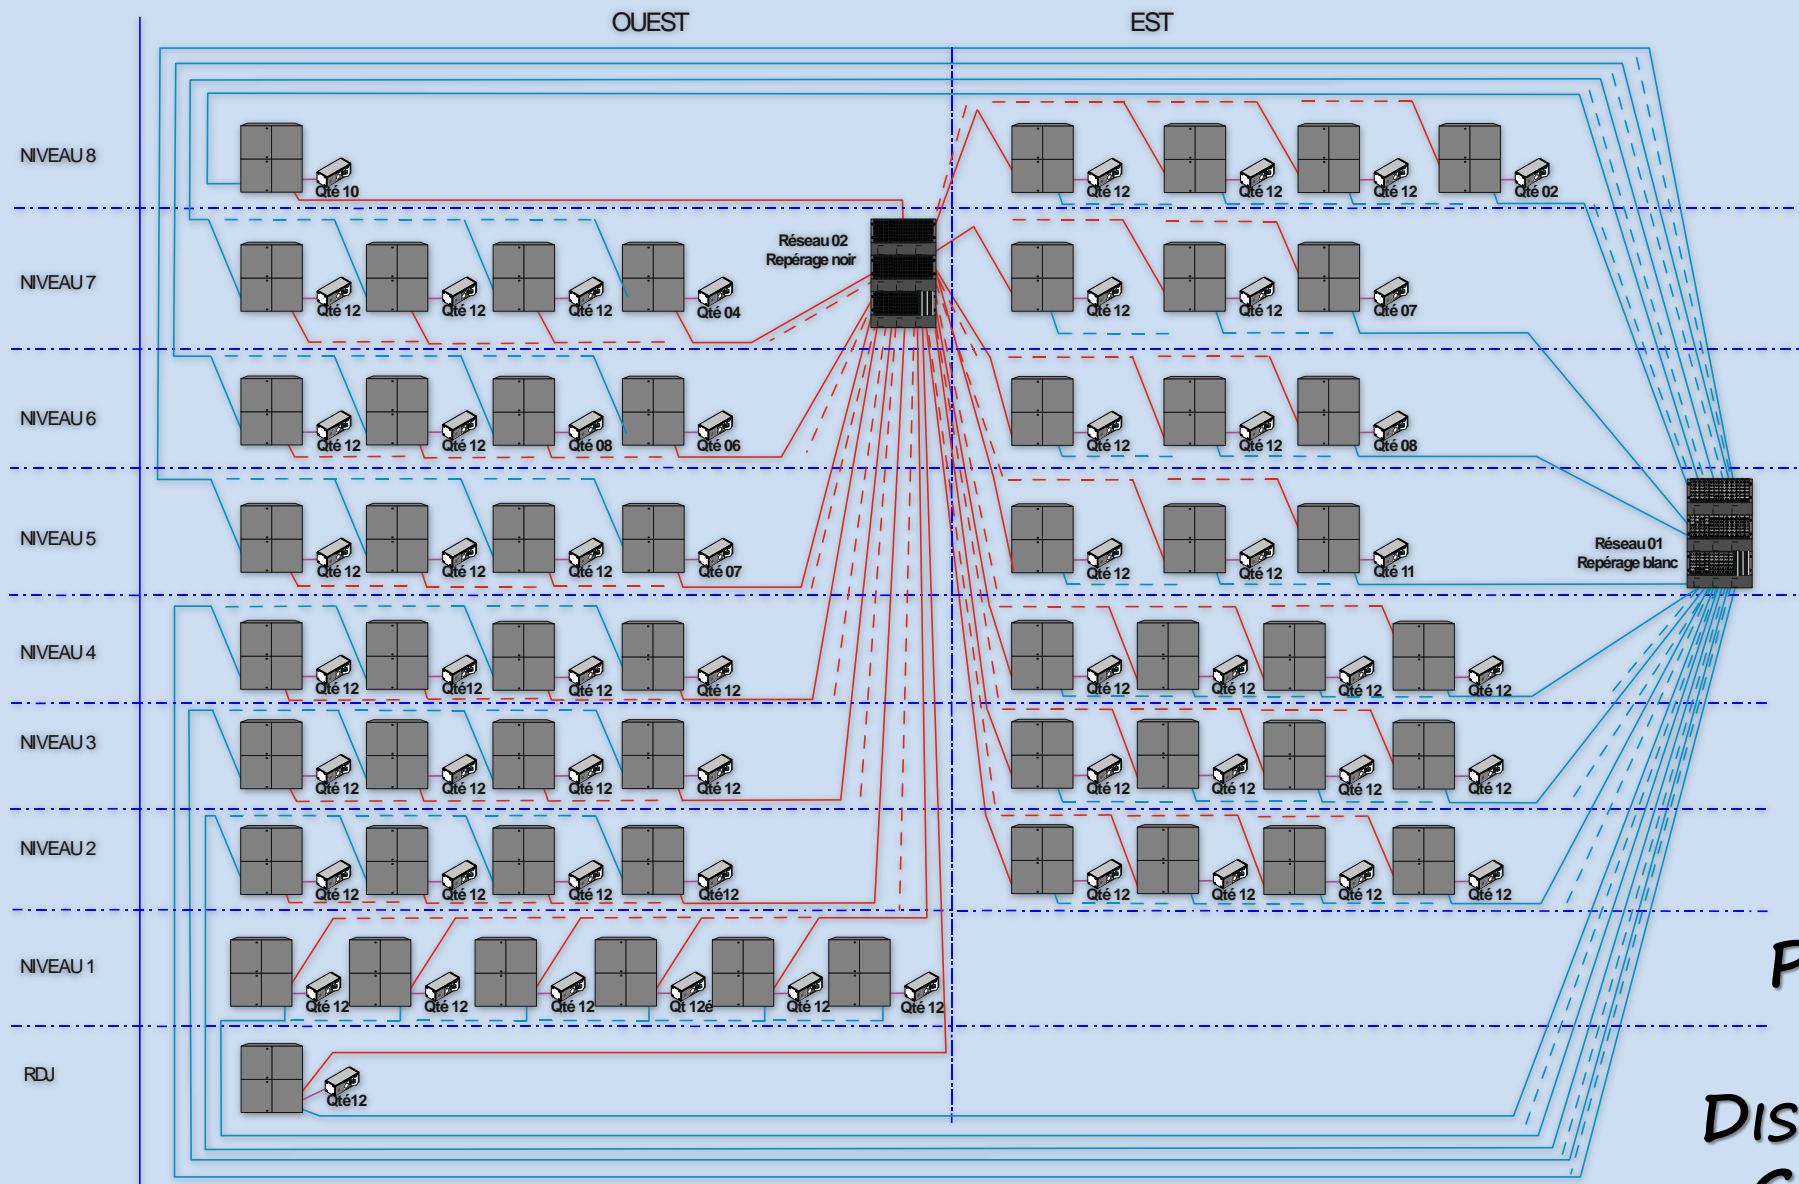 OUEST EST
NIVEAU 8
Qté 10 Qté 12 Qté 12 Qté 12 Qté 02
Réseau 02
Repérage noir
NIVEAU 7
Qté 12 Qté 12 Qté 12 Qté 04 Qté 12 Qté 12 Qté 07
NIVEAU 6
Qté 12 Qté 12 Qté 08 Qté 06 Qté 12 Qté 12 Qté 08
NIVEAU 5
Réseau 01
Repérage blanc
Qté 12 Qté 12 Qté 12 Qté 07 Qté 12 Qté 12 Qté 11
NIVEAU 4
Qté 12 Qté12 Qté 12 Qté 12 Qté 12 Qté 12 Qté 12 Qté 12
NIVEAU 3
Qté 12 Qté 12 Qté 12 Qté 12 Qté 12 Qté 12 Qté 12 Qté 12
NIVEAU 2
Qté 12 Qté 12 Qté 12 Qté12 Qté 12 Qté 12 Qté 12 Qté 12
P
NIVEAU 1
Qté 12 Qté 12 Qté 12 Qt 12é Qté 12 Qté 12
RDJ
Qté12
DIS